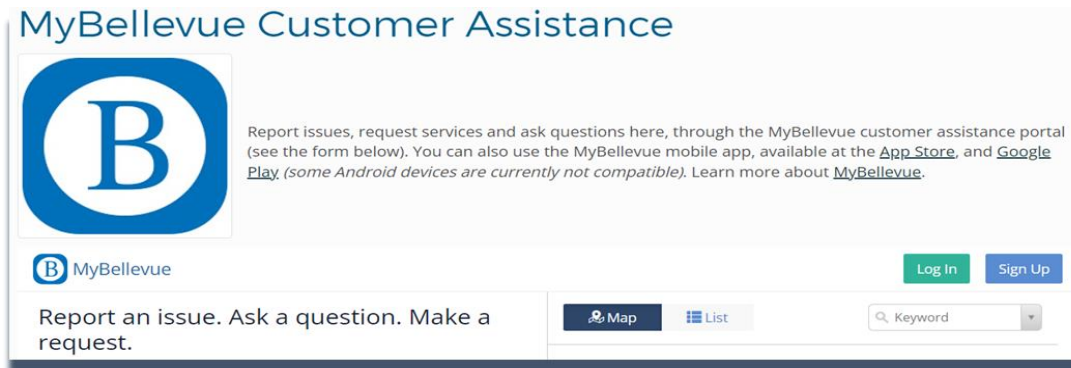 MyBellevue Customer Assistance
B
Report issues, request services and ask questions here, through the MyBellevue customer assistance portal
(see the form below). You can also use the MyBellevue mobile app, available at the App Store, and Google
Play (some Android devices are currently not compatible). Learn more about MyBellevue.
B MyBellevue
Log In
Sign Up
Report an issue. Ask a question. Make a
request.
Map
List
Keyword